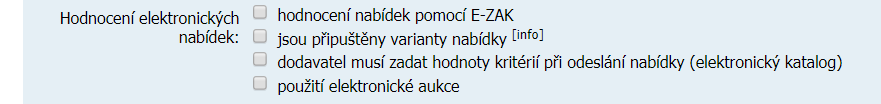 Hodnocení elektronických nabídek:
hodnocení nabídek pomocí E-ZAK
jsou připuštěny varianty nabídky [info]
dodavatel musí zadat hodnoty kritérií při odeslání nabídky (elektronický katalog)
použití elektronické aukce